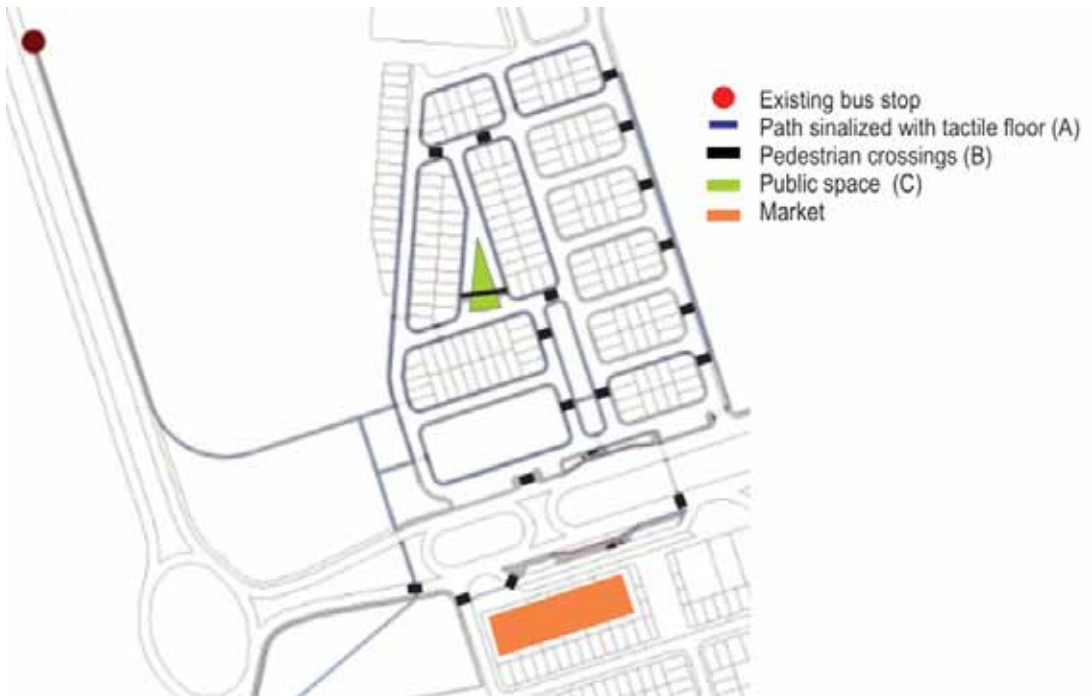 Existing bus stop
Path sinalized with tactile floor (A)
Pedestrian crossings (B)
Public space (C)
Market